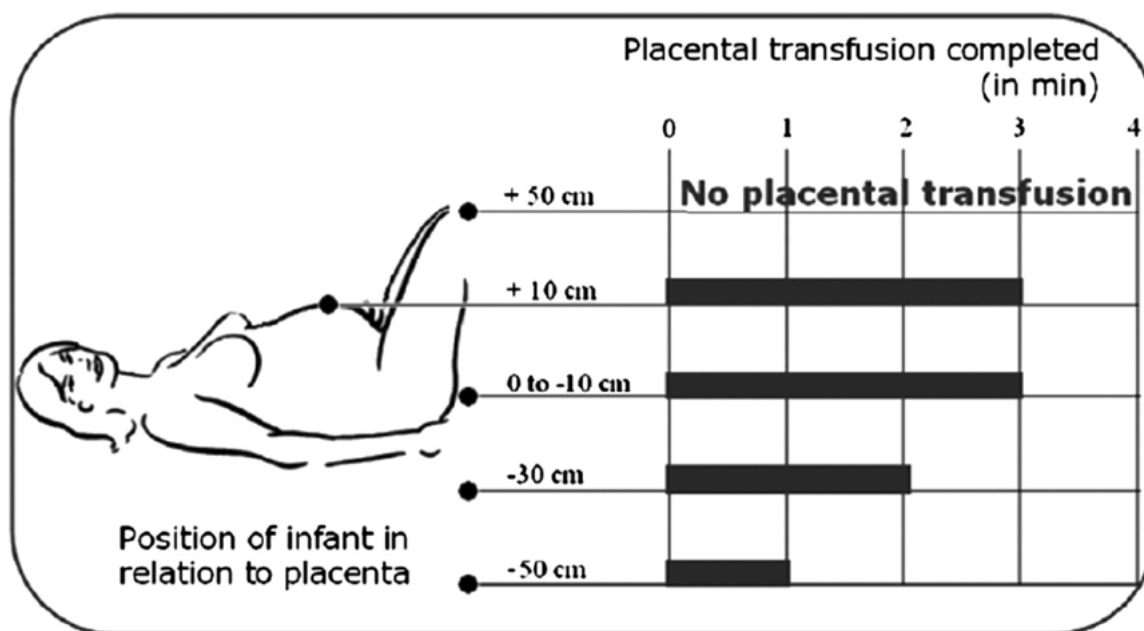 Placental transfusion completed
(in min)
0 1 2 3 4
+ 50 cm No placental transfusion
+ 10 cm
0 to -10 cm
-30 cm
-50 cm
Position of infant in
relation to placenta